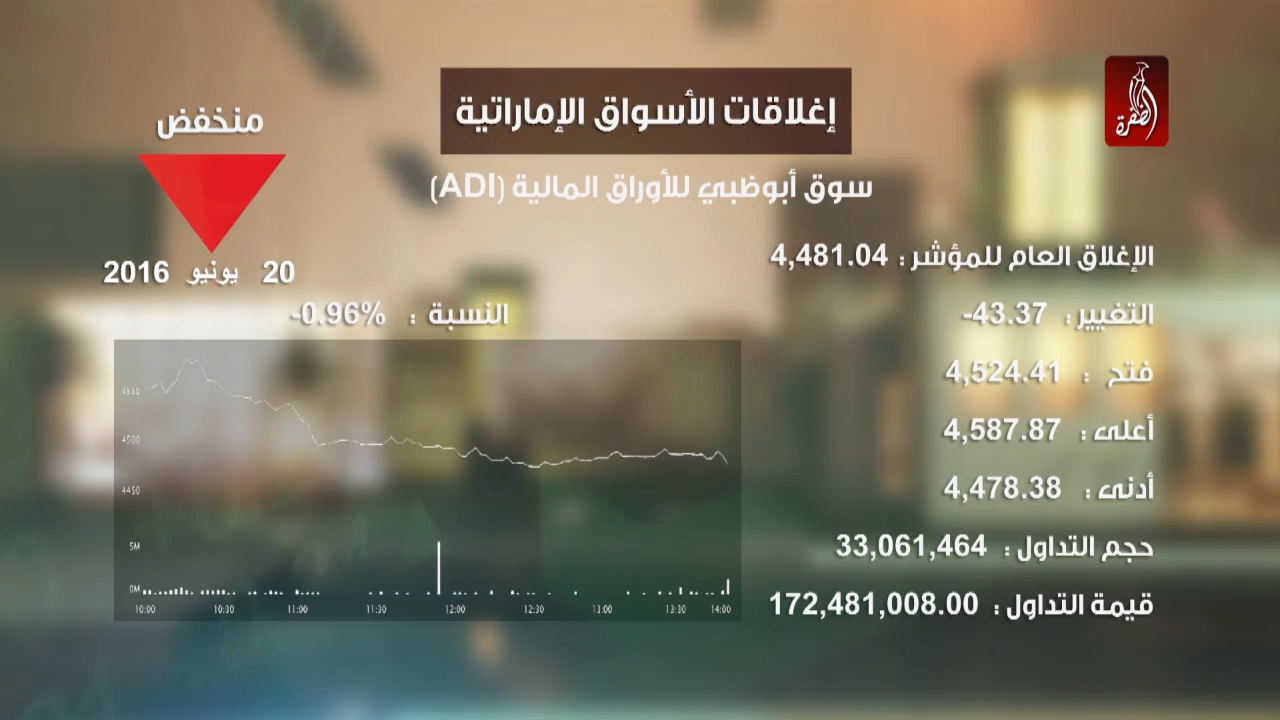 إغلاقات الأسواق الإماراتية
الظفرة
سوق أبوظبي للأوراق المالية (ADI)
منخفض
20 يونيو 2016
الإغلاق العام للمؤشر : 4,481.04
التغيير : -43.37
النسبة : -0.96%
فتح : 4,524.41
أعلى : 4,587.87
أدنى : 4,478.38
حجم التداول : 33,061,464
قيمة التداول : 172,481,008.00
4550
4500
4450
5M
0M
10:00 10:30 11:00 11:30 12:00 12:30 13:00 13:30 14:00